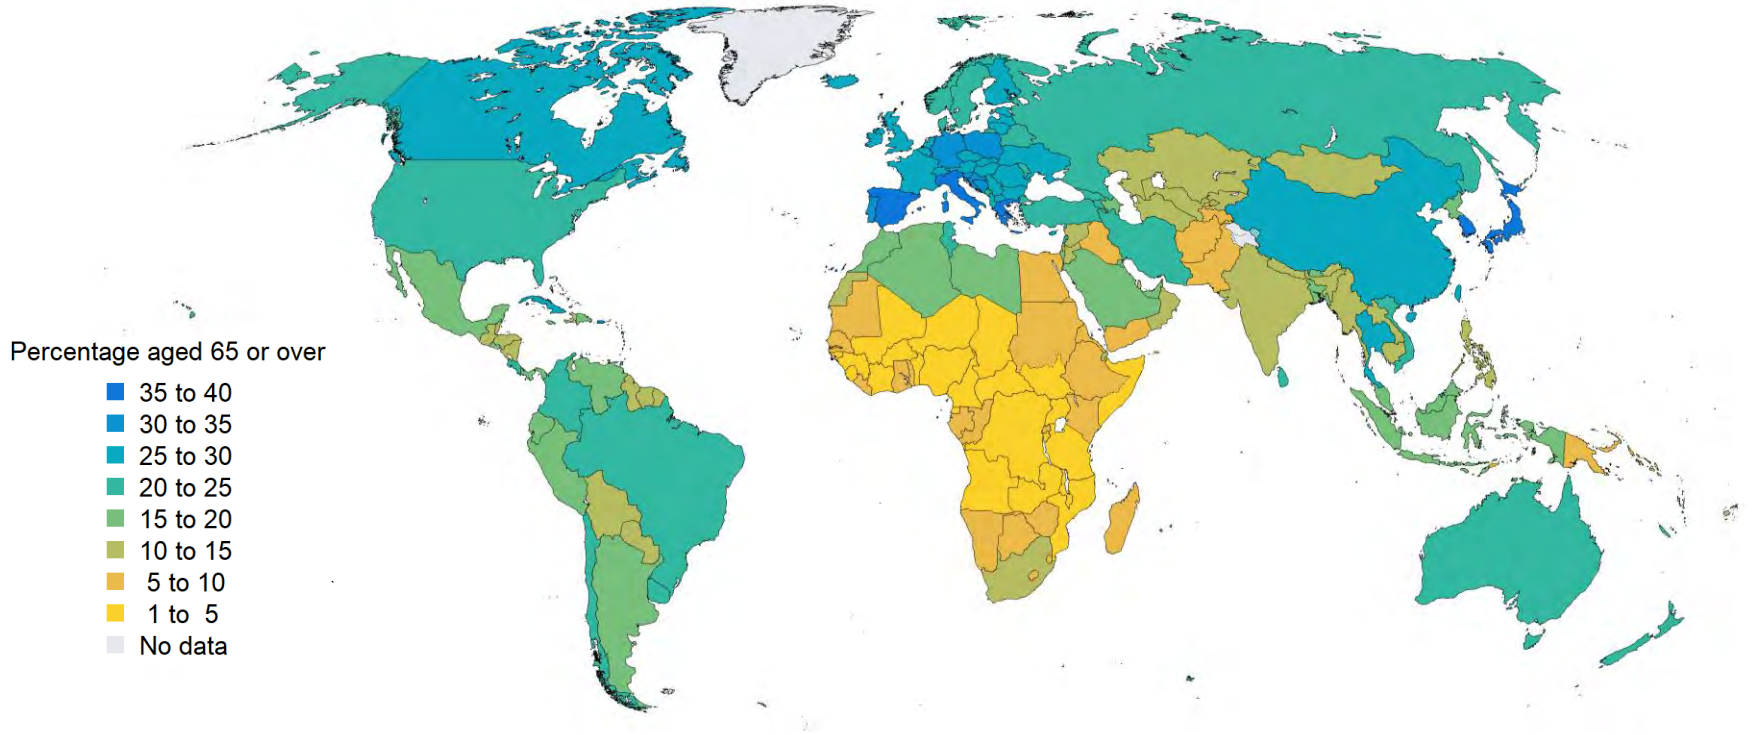 Percentage aged 65 or over
35 to 40
30 to 35
25 to 30
20 to 25
15 to 20
10 to 15
5 to 10
1 to 5
No data